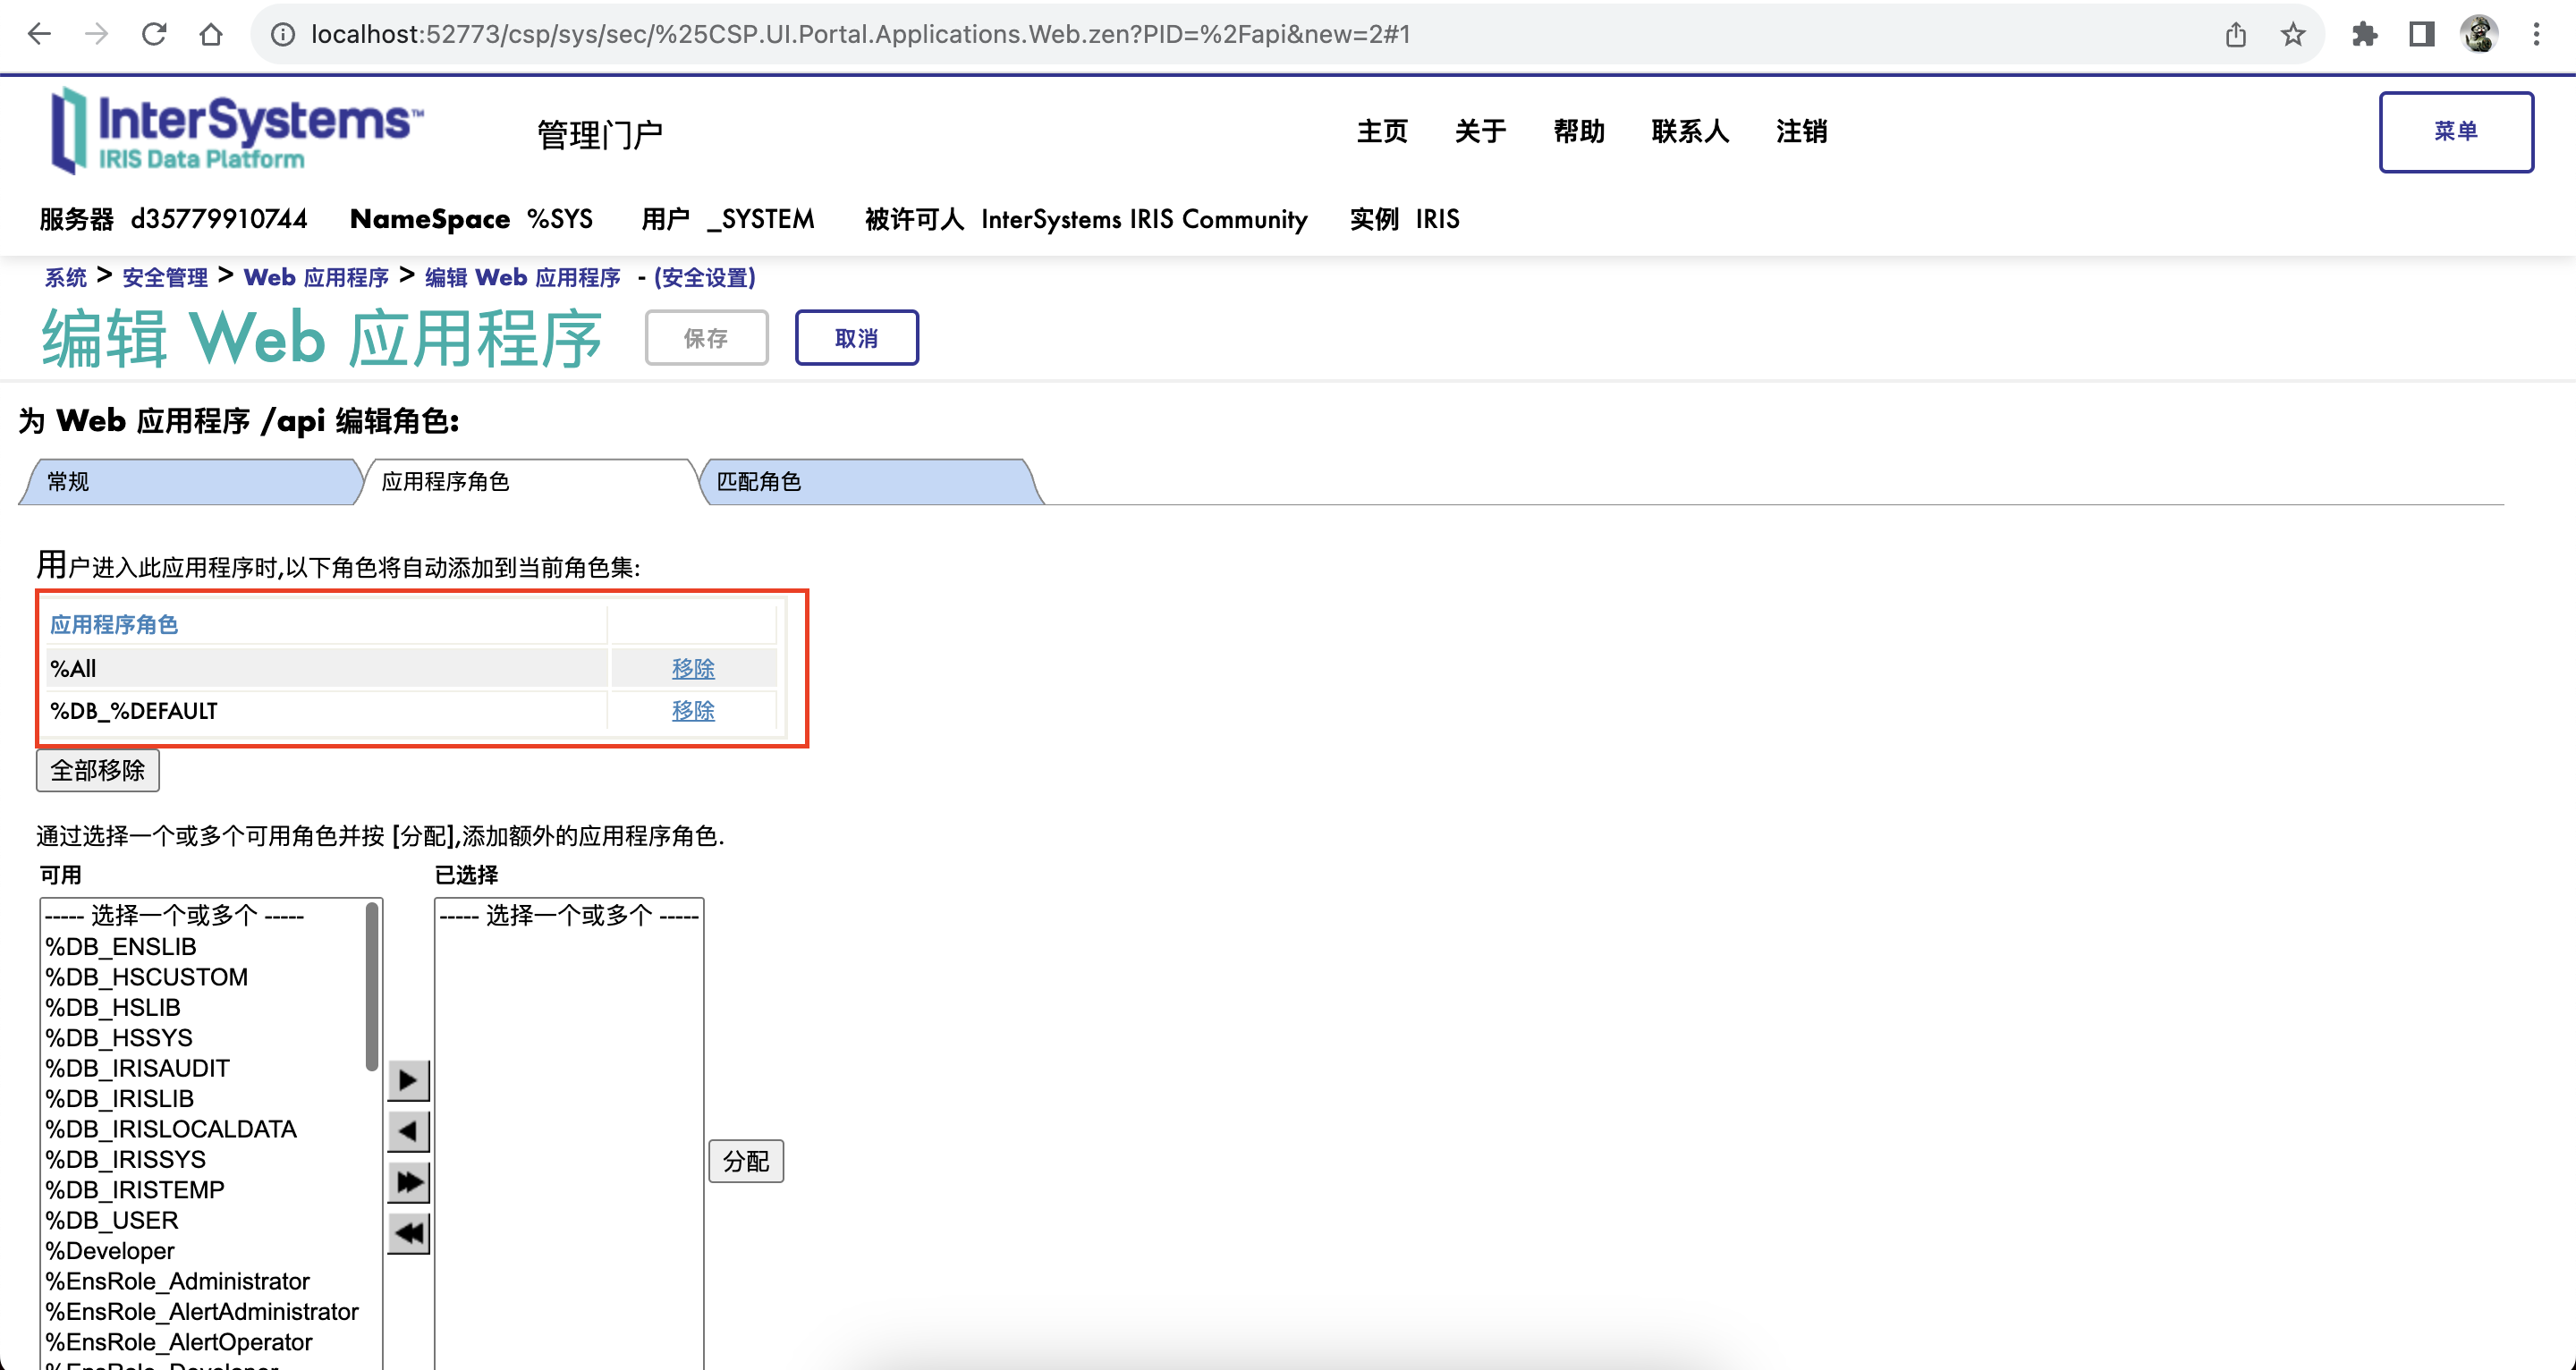 localhost:52773/csp/sys/sec/%25CSP.UI.Portal.Applications.Web.zen?PID=%2Fapi&new=2#1
InterSystems™
IRIS Data Platform
管理门户
主页 关于 帮助 联系人 注销
菜单
服务器 d35779910744 NameSpace %SYS 用户 _SYSTEM 被许可人 InterSystems IRIS Community 实例 IRIS
系统 > 安全管理 > Web 应用程序 > 编辑 Web 应用程序 - (安全设置)
编辑 Web 应用程序 保存 取消
为 Web 应用程序 /api 编辑角色:
常规 应用程序角色 匹配角色
用户进入此应用程序时,以下角色将自动添加到当前角色集:
应用程序角色
%All 移除
%DB_%DEFAULT 移除
全部移除
通过选择一个或多个可用角色并按 [分配],添加额外的应用程序角色.
可用 已选择
----- 选择一个或多个 ----- ----- 选择一个或多个 -----
%DB_ENSLIB
%DB_HSCUSTOM
%DB_HSLIB
%DB_HSSYS
%DB_IRISAUDIT
%DB_IRISLIB
%DB_IRISLOCALDATA
%DB_IRISSYS
分配
%DB_IRISTEMP
%DB_USER
%Developer
%EnsRole_Administrator
%EnsRole_AlertAdministrator
%EnsRole_AlertOperator